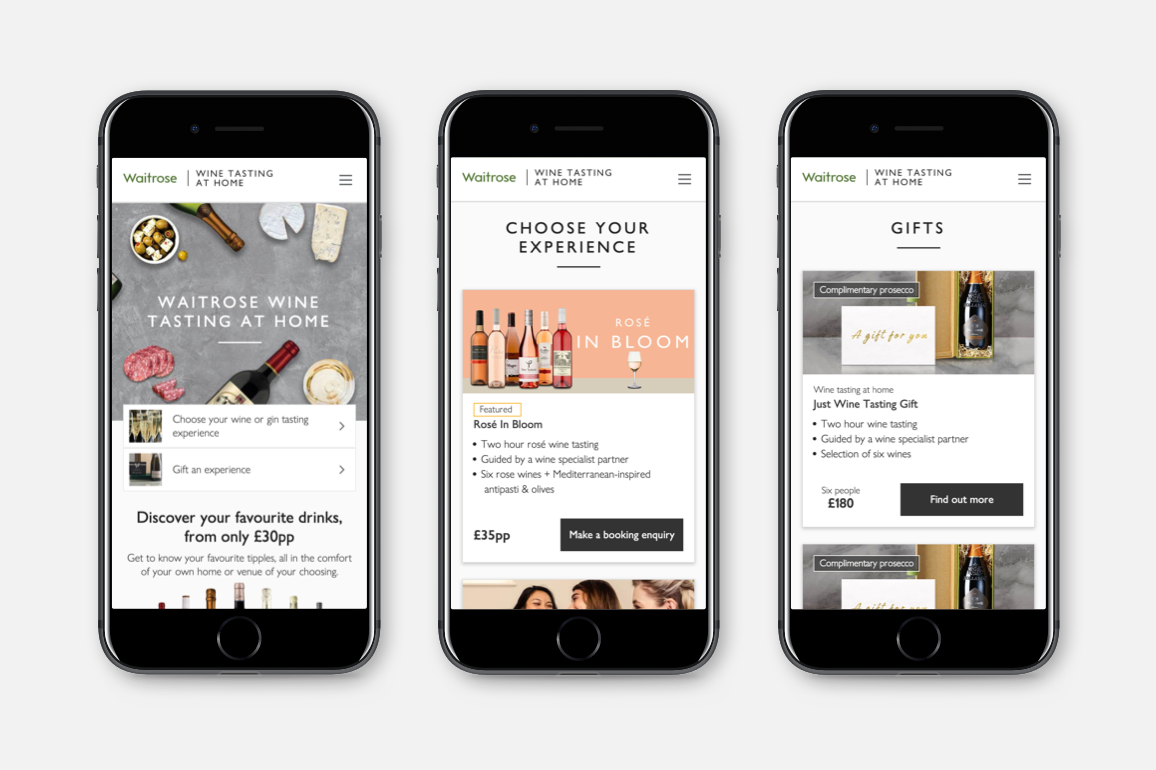 Waitrose
WINE TASTING
AT HOME
WAITROSE WINE
TASTING AT HOME
Choose your wine or gin tasting
experience
Gift an experience
Discover your favourite drinks,
from only £30pp
Get to know your favourite tipples, all in the comfort
of your own home or venue of your choosing.
Waitrose
WINE TASTING
AT HOME
CHOOSE YOUR
EXPERIENCE
ROSÉ
IN BLOOM
Featured
Rosé In Bloom
• Two hour rosé wine tasting
• Guided by a wine specialist partner
• Six rose wines + Mediterranean-inspired
antipasti & olives
£35pp
Make a booking enquiry
Waitrose
WINE TASTING
AT HOME
GIFTS
Complimentary prosecco
A gift for you
Wine tasting at home
Just Wine Tasting Gift
• Two hour wine tasting
• Guided by a wine specialist partner
• Selection of six wines
Six people
£180
Find out more
Complimentary prosecco
A gift for you